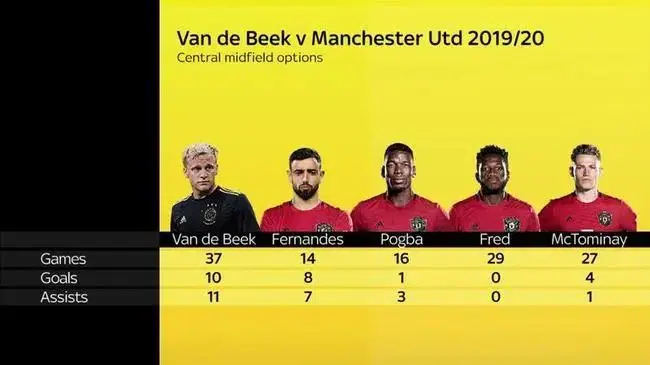 Van de Beek v Manchester Utd 2019/20
Central midfield options
Van de Beek Fernandes Pogba Fred McTominay
Games 37 14 16 29 27
Goals 10 8 1 0 4
Assists 11 7 3 0 1